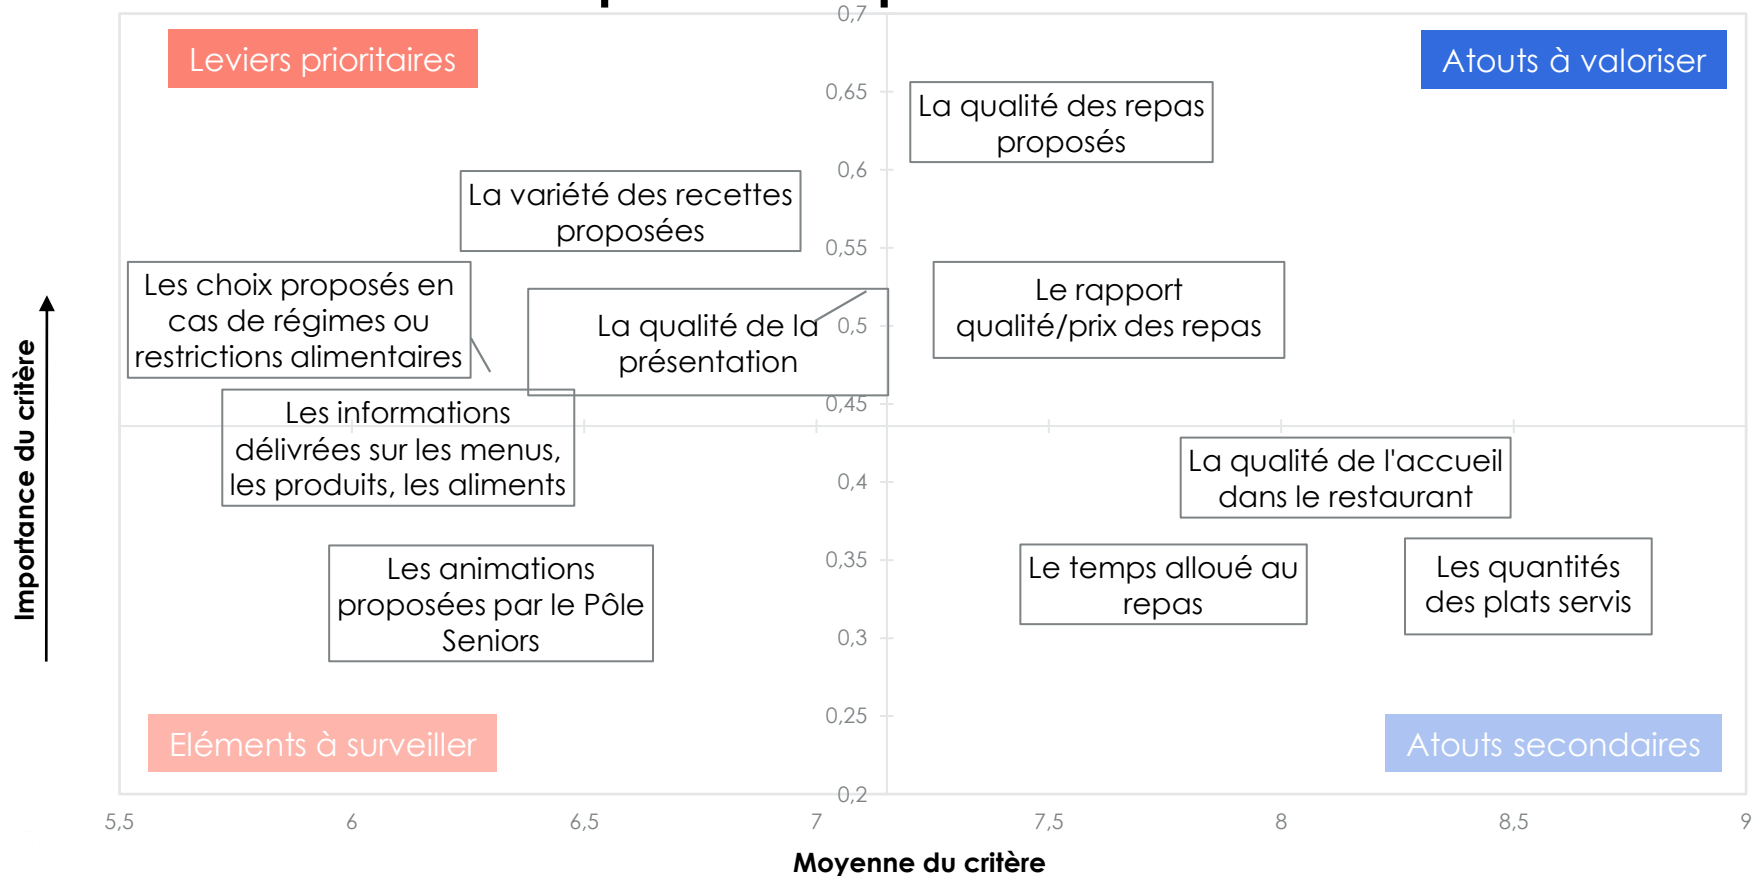 0,7
Leviers prioritaires
Atouts à valoriser
0,65
La qualité des repas
proposés
0,6
La variété des recettes
proposées
0,55
Les choix proposés en
cas de régimes ou
restrictions alimentaires
La qualité de la
présentation
0,5
Le rapport
qualité/prix des repas
0,45
Les informations
délivrées sur les menus,
les produits, les aliments
0,4
La qualité de l'accueil
dans le restaurant
0,35
Les animations
proposées par le Pôle
Seniors
Le temps alloué au
repas
Les quantités
des plats servis
0,3
0,25
Eléments à surveiller
Atouts secondaires
0,2
5,5
6
6,5
7
7,5
8
8,5
9
Importance du critère
Moyenne du critère